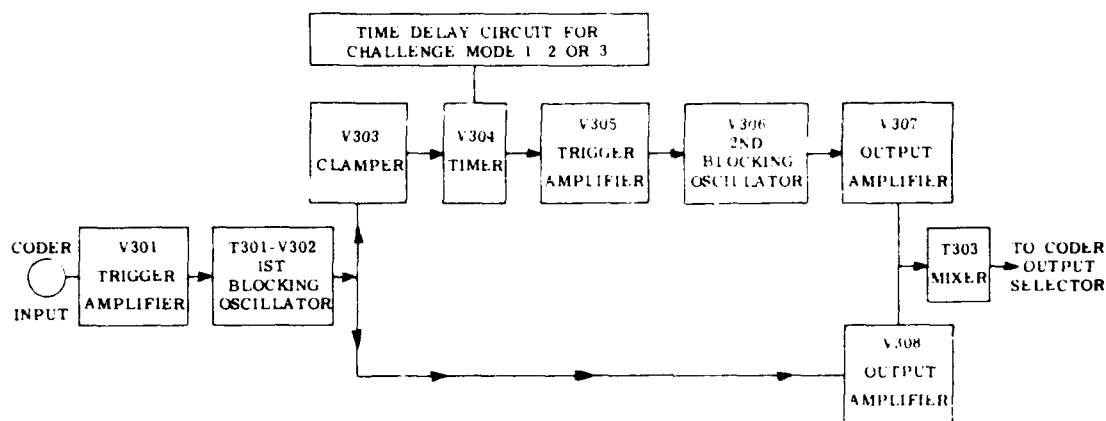 TIME DELAY CIRCUIT FOR
CHALLENGE MODE 1 2 OR 3
V303
CLAMPER
V304
TIMER
V305
TRIGGER
AMPLIFIER
V306
2ND
BLOCKING
OSCILLATOR
V307
OUTPUT
AMPLIFIER
CODER
INPUT
V301
TRIGGER
AMPLIFIER
T301-V302
1ST
BLOCKING
OSCILLATOR
T303
MIXER
TO CODER
OUTPUT
SELECTOR
V308
OUTPUT
AMPLIFIER